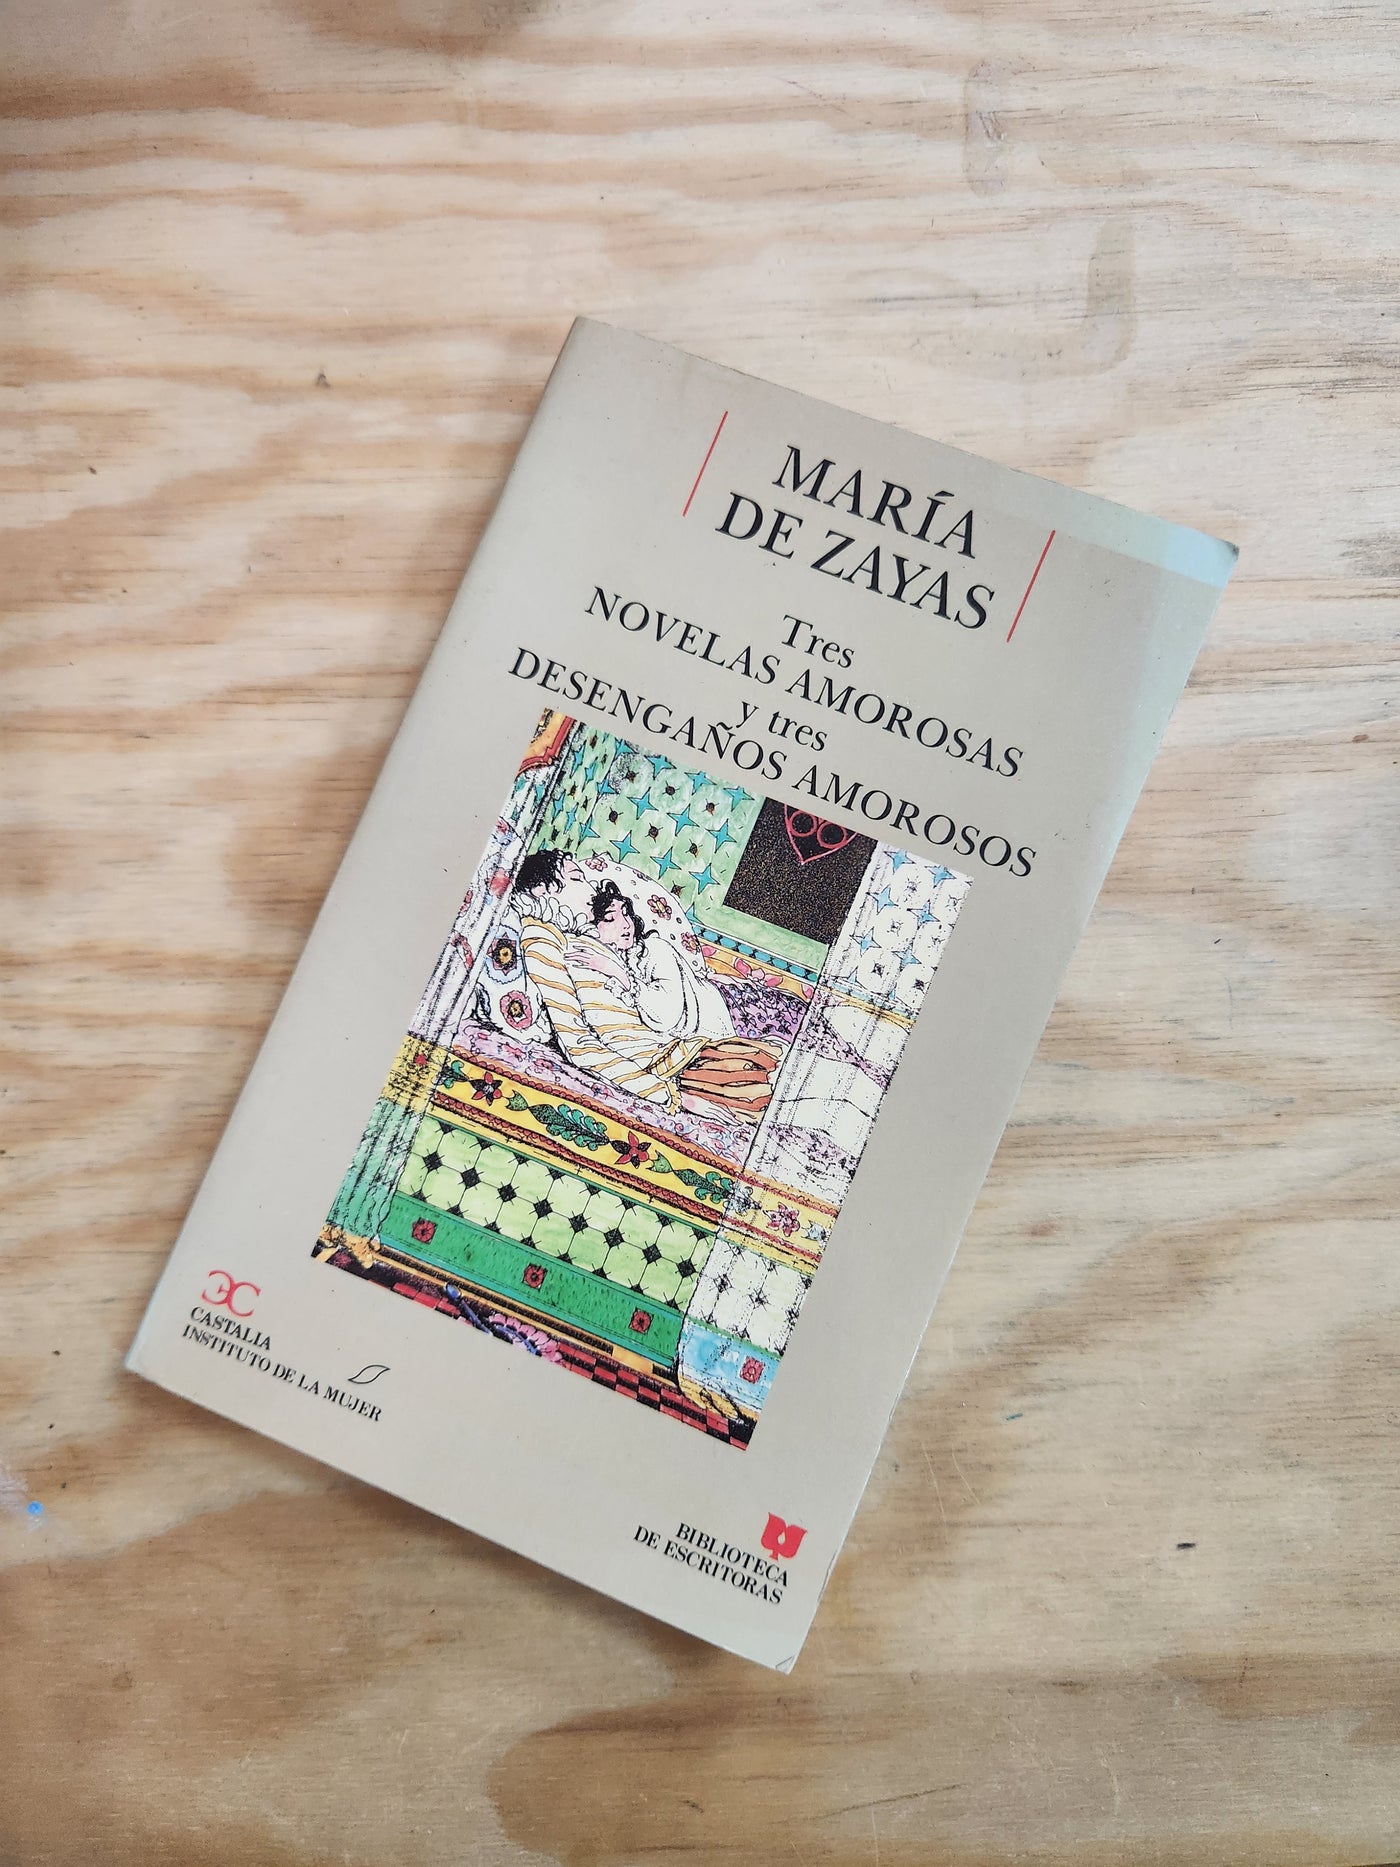 MARÍA
DE ZAYAS
Tres
NOVELAS AMOROSAS
y tres
DESENGAÑOS AMOROSOS
CASTALIA
INSTITUTO DE LA MUJER
BIBLIOTECA
DE ESCRITORAS